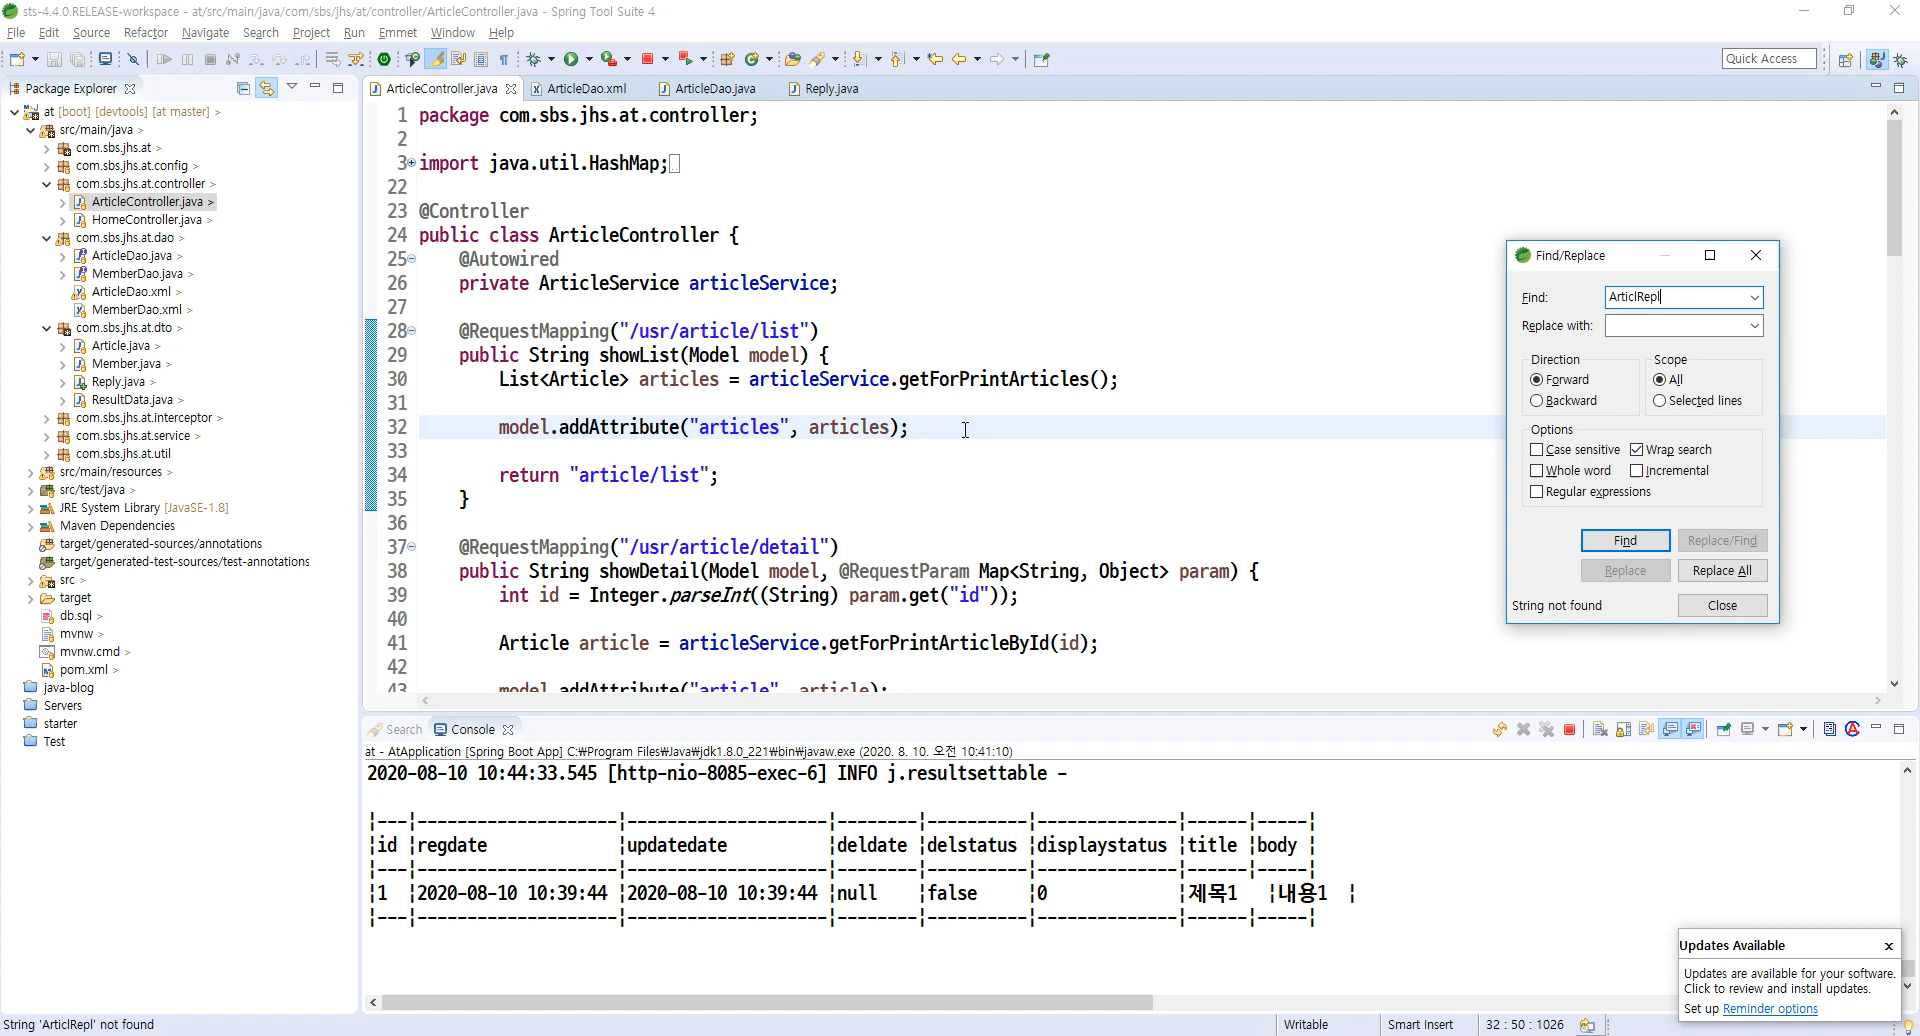 sts-4.4.0.RELEASE-workspace - at/src/main/java/com/sbs/jhs/at/controller/ArticleController.java - Spring Tool Suite 4
File Edit Source Refactor Navigate Search Project Run Emmet Window Help
Quick Access
Package Explorer
at [boot] [devtools] [at master] >
src/main/java >
com.sbs.jhs.at >
com.sbs.jhs.at.config >
com.sbs.jhs.at.controller >
ArticleController.java >
HomeController.java >
com.sbs.jhs.at.dao >
ArticleDao.java >
MemberDao.java >
ArticleDao.xml >
MemberDao.xml >
com.sbs.jhs.at.dto >
Article.java >
Member.java >
Reply.java >
ResultData.java >
com.sbs.jhs.at.interceptor >
com.sbs.jhs.at.service >
com.sbs.jhs.at.util
src/main/resources >
src/test/java >
JRE System Library [JavaSE-1.8]
Maven Dependencies
target/generated-sources/annotations
target/generated-test-sources/test-annotations
src >
target
db.sql >
mvnw >
mvnw.cmd >
pom.xml >
java-blog
Servers
starter
Test
ArticleController.java ArticleDao.xml ArticleDao.java Reply.java
1 package com.sbs.jhs.at.controller;
2
3 import java.util.HashMap;
22
23 @Controller
24 public class ArticleController {
25 @Autowired
26 private ArticleService articleService;
27
28 @RequestMapping("/usr/article/list")
29 public String showList(Model model) {
30 List<Article> articles = articleService.getForPrintArticles();
31
32 model.addAttribute("articles", articles);
33
34 return "article/list";
35 }
36
37 @RequestMapping("/usr/article/detail")
38 public String showDetail(Model model, @RequestParam Map<String, Object> param) {
39 int id = Integer.parseInt((String) param.get("id"));
40
41 Article article = articleService.getForPrintArticleById(id);
42
43 model.addAttribute("article", article);
Find/Replace
Find: ArticlRepl
Replace with:
Direction Scope
Forward All
Backward Selected lines
Options
Case sensitive Wrap search
Whole word Incremental
Regular expressions
Find Replace/Find
Replace Replace All
String not found Close
Search Console
at - AtApplication [Spring Boot App] C:₩Program Files₩Java₩jdk1.8.0_221₩bin₩javaw.exe (2020. 8. 10. 오전 10:41:10)
2020-08-10 10:44:33.545 [http-nio-8085-exec-6] INFO j.resultsettable -
|---|--------------------|--------------------|--------|----------|--------------|------|-----|
|id |regdate |updatedate |deldate |delstatus |displaystatus |title |body |
|---|--------------------|--------------------|--------|----------|--------------|------|-----|
|1 |2020-08-10 10:39:44 |2020-08-10 10:39:44 |null |false |0 |제목1 |내용1 |
|---|--------------------|--------------------|--------|----------|--------------|------|-----|
Updates Available
Updates are available for your software.
Click to review and install updates.
Set up Reminder options
String 'ArticlRepl' not found
Writable Smart Insert 32 : 50 : 1026